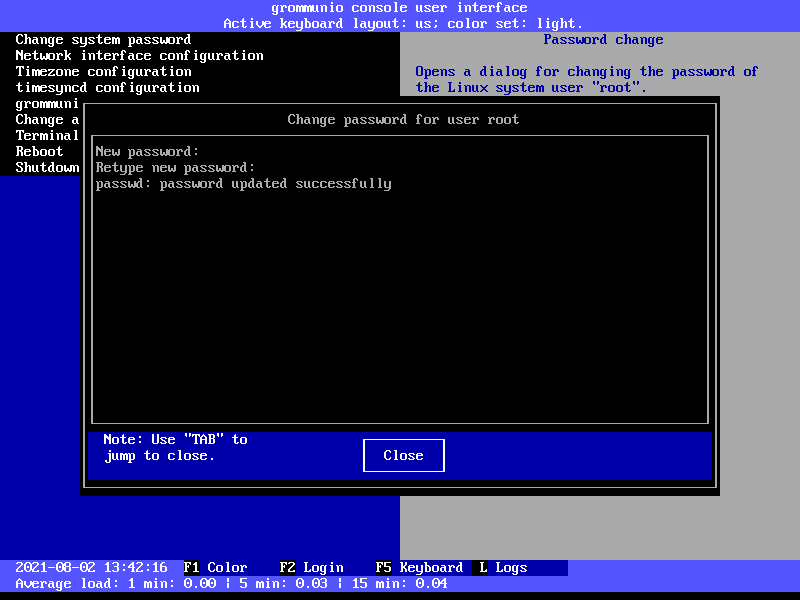 grommunio console user interface
Active keyboard layout: us; color set: light.
Change system password
Network interface configuration
Timezone configuration
timesyncd configuration
grommuni
Change a
Terminal
Reboot
Shutdown
Password change
Opens a dialog for changing the password of
the Linux system user "root".
Change password for user root
New password:
Retype new password:
passwd: password updated successfully
Note: Use "TAB" to
jump to close.
Close
2021-08-02 13:42:16 F1 Color F2 Login F5 Keyboard L Logs
Average load: 1 min: 0.00 | 5 min: 0.03 | 15 min: 0.04